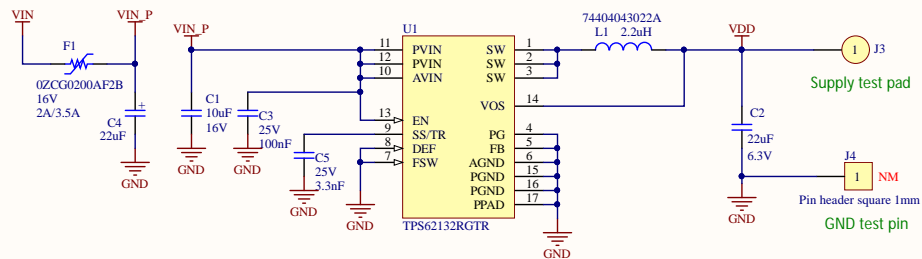 VIN
VIN_P
F1
0ZCG0200AF2B
16V
2A/3.5A
C4
22uF
+
GND
VIN_P
C1
10uF
16V
GND
C3
25V
100nF
GND
C5
25V
3.3nF
GND
GND
U1
11 PVIN
12 PVIN
10 AVIN
13 EN
9 SS/TR
8 DEF
7 FSW
SW 1
SW 2
SW 3
VOS 14
PG 4
FB 5
AGND 6
PGND 15
PGND 16
PPAD 17
TPS62132RGTR
GND
74404043022A
L1 2.2uH
VDD
1 J3
Supply test pad
C2
22uF
6.3V
GND
J4
1 NM
Pin header square 1mm
GND test pin